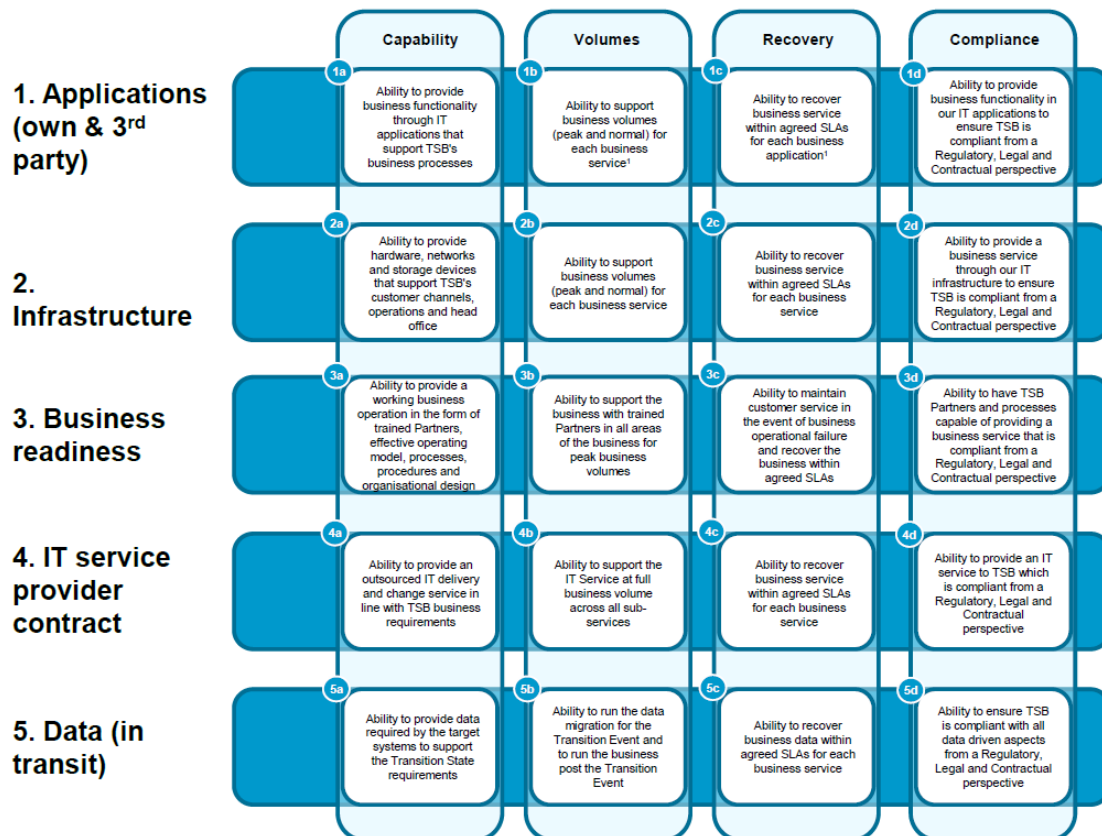 Capability
Volumes
Recovery
Compliance
1. Applications
(own & 3rd
party)
1a
Ability to provide
business functionality
through IT
applications that
support TSB's
business processes
1b
Ability to support
business volumes
(peak and normal) for
each business
service¹
1c
Ability to recover
business service
within agreed SLAs
for each business
application¹
1d
Ability to provide
business functionality in
our IT applications to
ensure TSB is
compliant from a
Regulatory, Legal and
Contractual perspective
2.
Infrastructure
2a
Ability to provide
hardware, networks
and storage devices
that support TSB's
customer channels,
operations and head
office
2b
Ability to support
business volumes
(peak and normal) for
each business service
2c
Ability to recover
business service
within agreed SLAs
for each business
service
2d
Ability to provide a
business service
through our IT
infrastructure to ensure
TSB is compliant from a
Regulatory, Legal and
Contractual perspective
3. Business
readiness
3a
Ability to provide a
working business
operation in the form of
trained Partners,
effective operating
model, processes,
procedures and
organisational design
3b
Ability to support the
business with trained
Partners in all areas
of the business for
peak business
volumes
3c
Ability to maintain
customer service in
the event of business
operational failure
and recover the
business within
agreed SLAs
3d
Ability to have TSB
Partners and processes
capable of providing a
business service that is
compliant from a
Regulatory, Legal and
Contractual perspective
4. IT service
provider
contract
4a
Ability to provide an
outsourced IT delivery
and change service in
line with TSB business
requirements
4b
Ability to support the
IT Service at full
business volume
across all sub-
services
4c
Ability to recover
business service
within agreed SLAs
for each business
service
4d
Ability to provide an IT
service to TSB which
is compliant from a
Regulatory, Legal and
Contractual
perspective
5. Data (in
transit)
5a
Ability to provide data
required by the target
systems to support
the Transition State
requirements
5b
Ability to run the data
migration for the
Transition Event and
to run the business
post the Transition
Event
5c
Ability to recover
business data within
agreed SLAs for each
business service
5d
Ability to ensure TSB
is compliant with all
data driven aspects
from a Regulatory,
Legal and Contractual
perspective